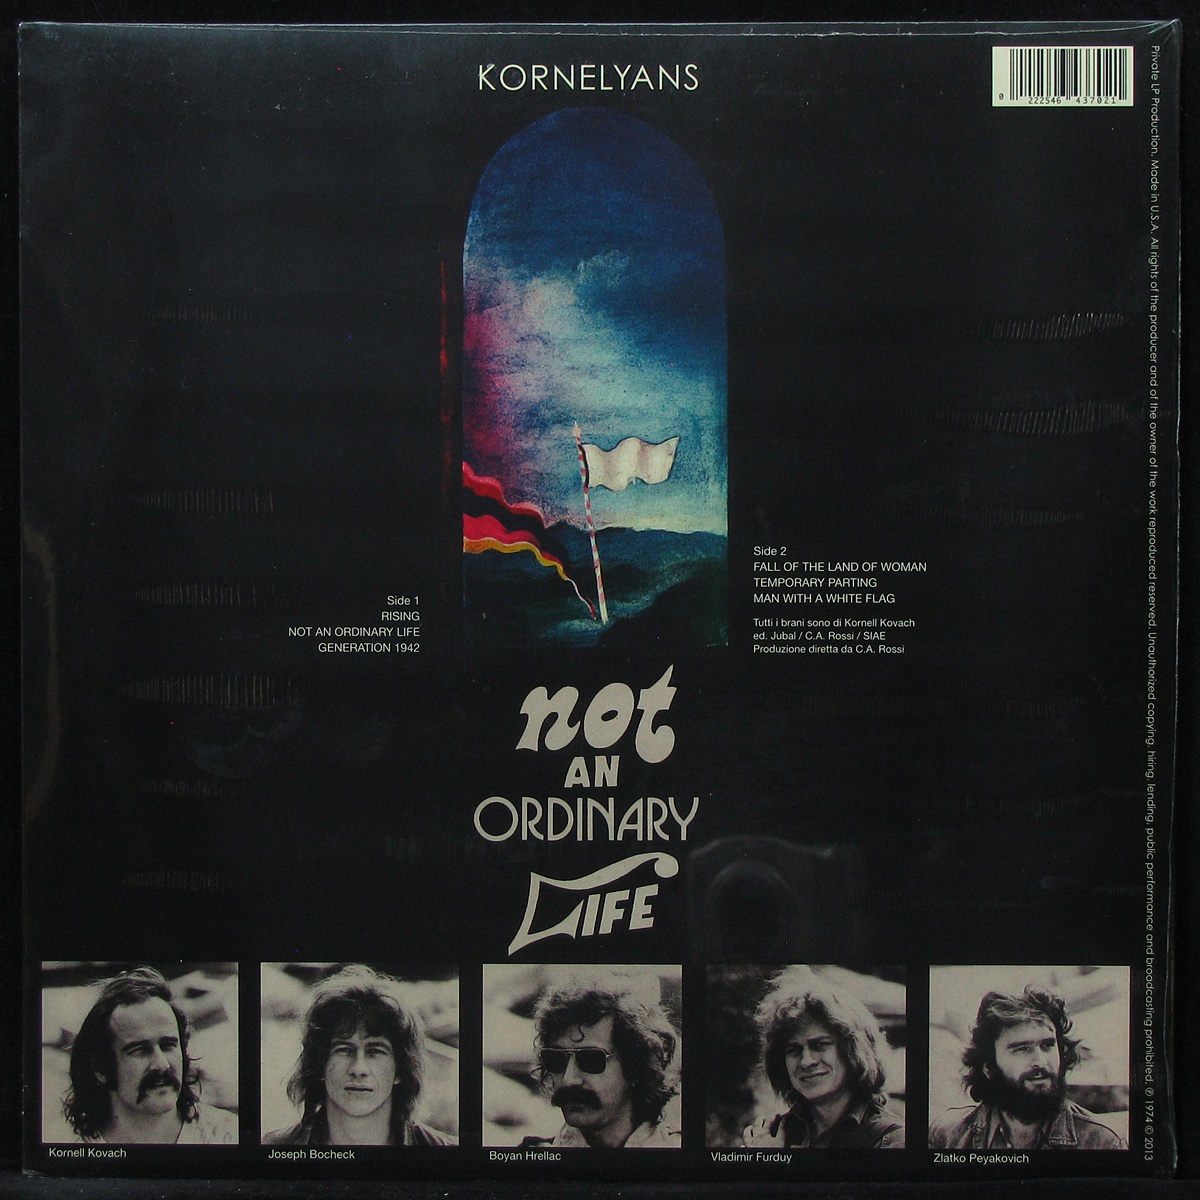 KORNELYANS
0 222546 437021
Side 1
RISING
NOT AN ORDINARY LIFE
GENERATION 1942
Side 2
FALL OF THE LAND OF WOMAN
TEMPORARY PARTING
MAN WITH A WHITE FLAG
Tutti i brani sono di Kornell Kovach
ed. Jubal / C.A. Rossi / SIAE
Produzione diretta da C.A. Rossi
not
AN
ORDINARY
LIFE
Kornell Kovach
Joseph Bocheck
Boyan Hrellac
Vladimir Furduy
Zlatko Peyakovich
Private LP Production. Made in U.S.A. All rights of the producer and of the owner of the work reproduced reserved. Unauthorized copying, hiring, lending, public performance and broadcasting prohibited. ℗ 1974 © 2013